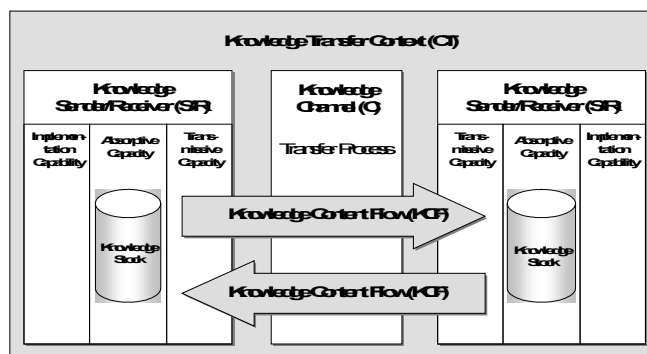 Knowledge Transfer Context (CT)
Knowledge
Sender/Receiver (S/R)
Implemen-
tation
Capability
Absorptive
Capacity
Trans-
missive
Capacity
Knowledge
Stock
Knowledge
Channel (C)
Transfer Process
Knowledge Content Flow (KCF)
Knowledge Content Flow (KCF)
Knowledge
Sender/Receiver (S/R)
Trans-
missive
Capacity
Absorptive
Capacity
Implemen-
tation
Capability
Knowledge
Stock